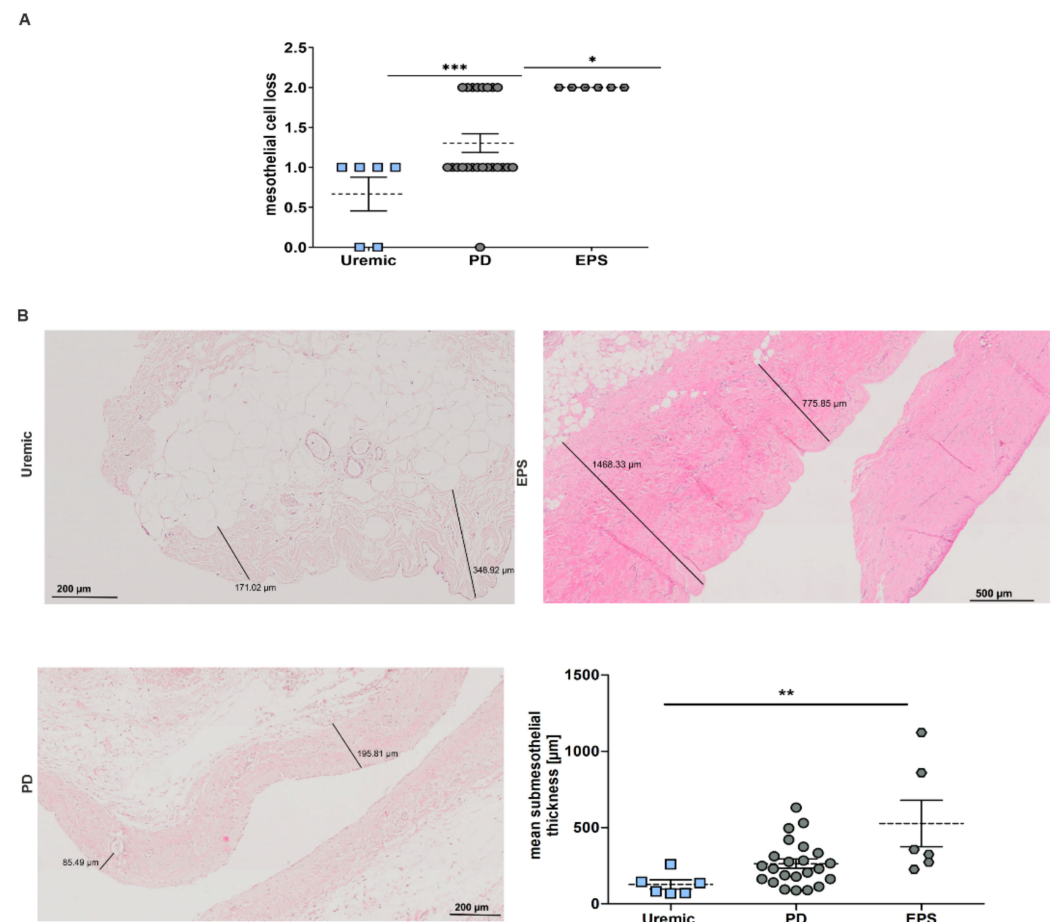 A
mesothelial cell loss
2.5
2.0
1.5
1.0
0.5
0.0
***
*
Uremic
PD
EPS
B
Uremic
171.02 µm
348.92 µm
200 µm
EPS
775.85 µm
1468.33 µm
500 µm
PD
195.81 µm
85.49 µm
200 µm
mean submesothelial
thickness [µm]
1500
1000
500
0
**
Uremic
PD
EPS